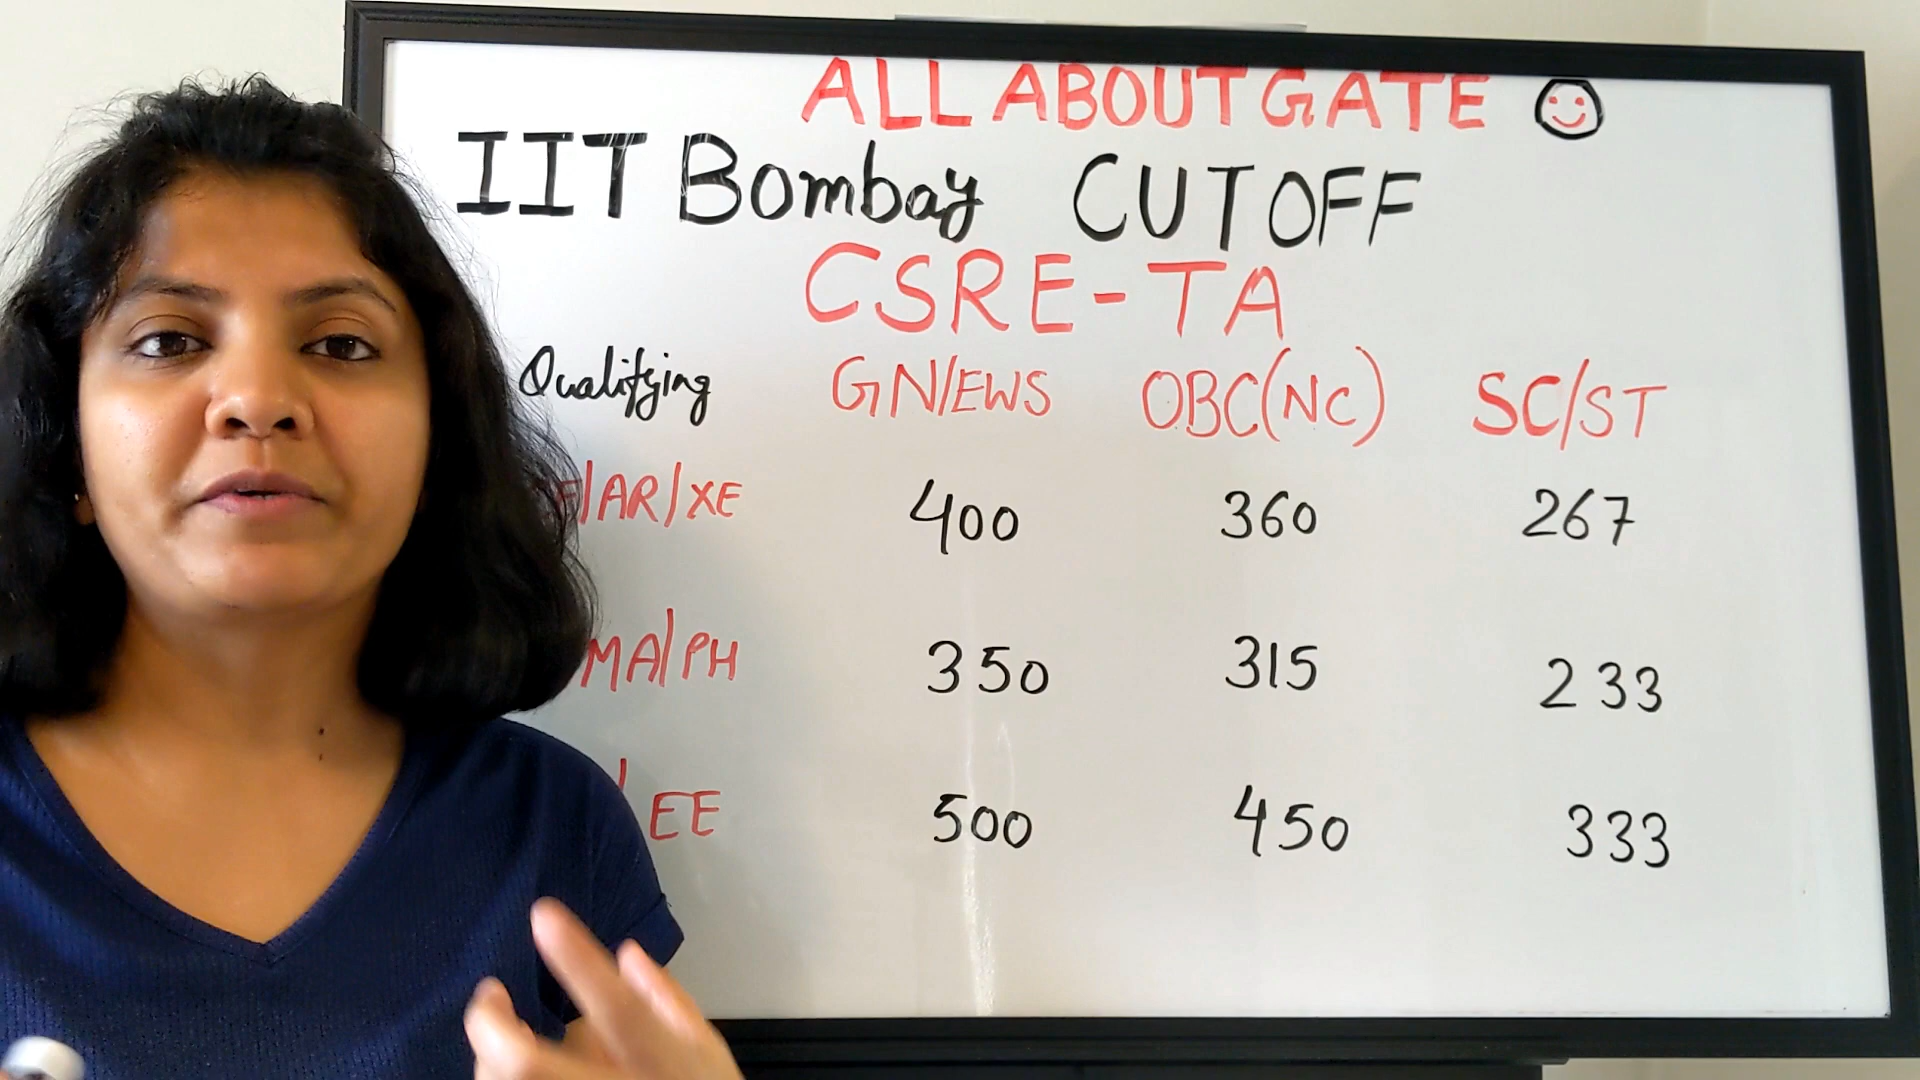 ALL ABOUT GATE
IIT Bombay CUTOFF
CSRE-TA
Qualifying GN/EWS OBC(NC) SC/ST
/AR/XE 400 360 267
MA/PH 350 315 233
EE 500 450 333